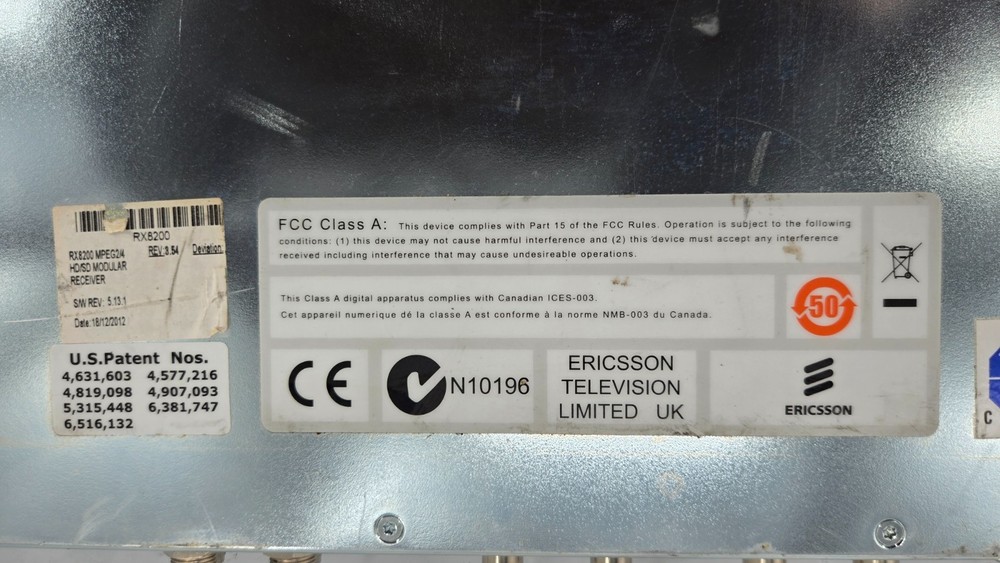 RX8200
RX8200 MPEG2/4 REV:3.54 Deviation:
HD/SD MODULAR
RECEIVER
S/W REV: 5.13.1
Date:18/12/2012
U.S.Patent Nos.
4,631,603 4,577,216
4,819,098 4,907,093
5,315,448 6,381,747
6,516,132
FCC Class A: This device complies with Part 15 of the FCC Rules. Operation is subject to the following
conditions: (1) this device may not cause harmful interference and (2) this device must accept any interference
received including interference that may cause undesireable operations.
This Class A digital apparatus complies with Canadian ICES-003.
Cet appareil numerique dé la classe A est conforme à la norme NMB-003 du Canada.
50
CE
N10196
ERICSSON
TELEVISION
LIMITED UK
ERICSSON
C